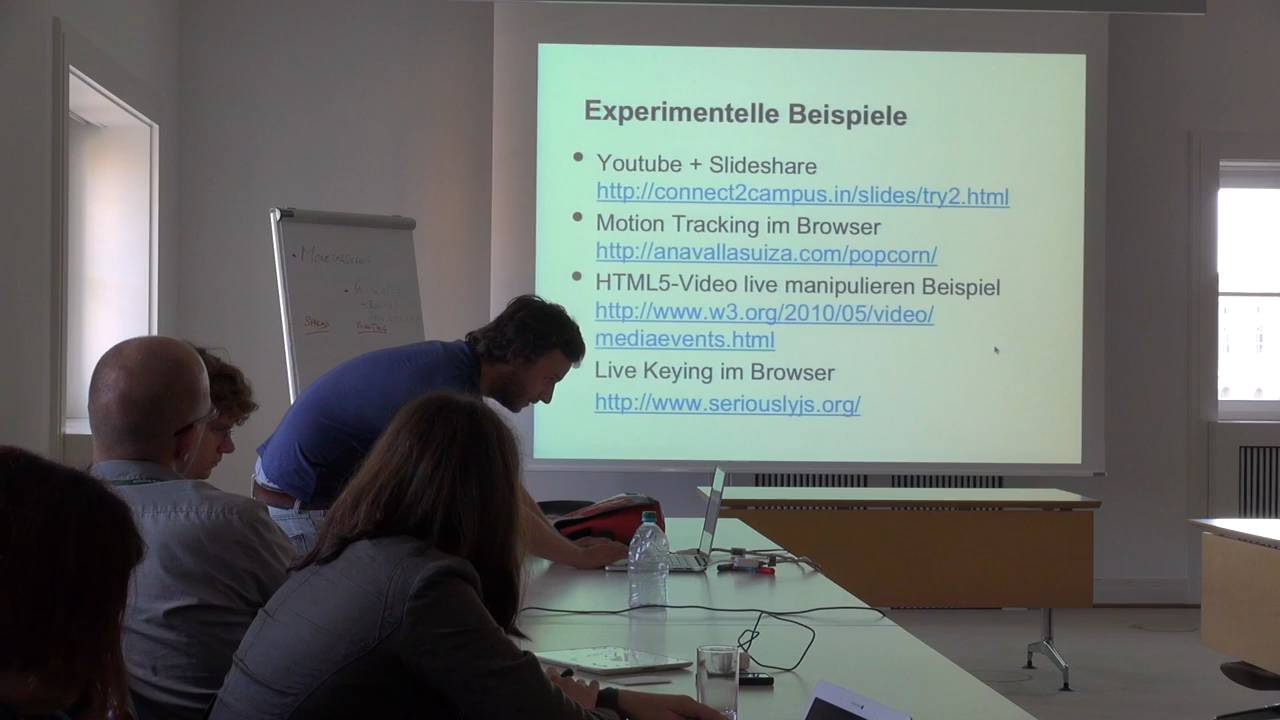 Experimentelle Beispiele
• Youtube + Slideshare
http://connect2campus.in/slides/try2.html
• Motion Tracking im Browser
http://anavallasuiza.com/popcorn/
• HTML5-Video live manipulieren Beispiel
http://www.w3.org/2010/05/video/
mediaevents.html
Live Keying im Browser
http://www.seriouslyjs.org/